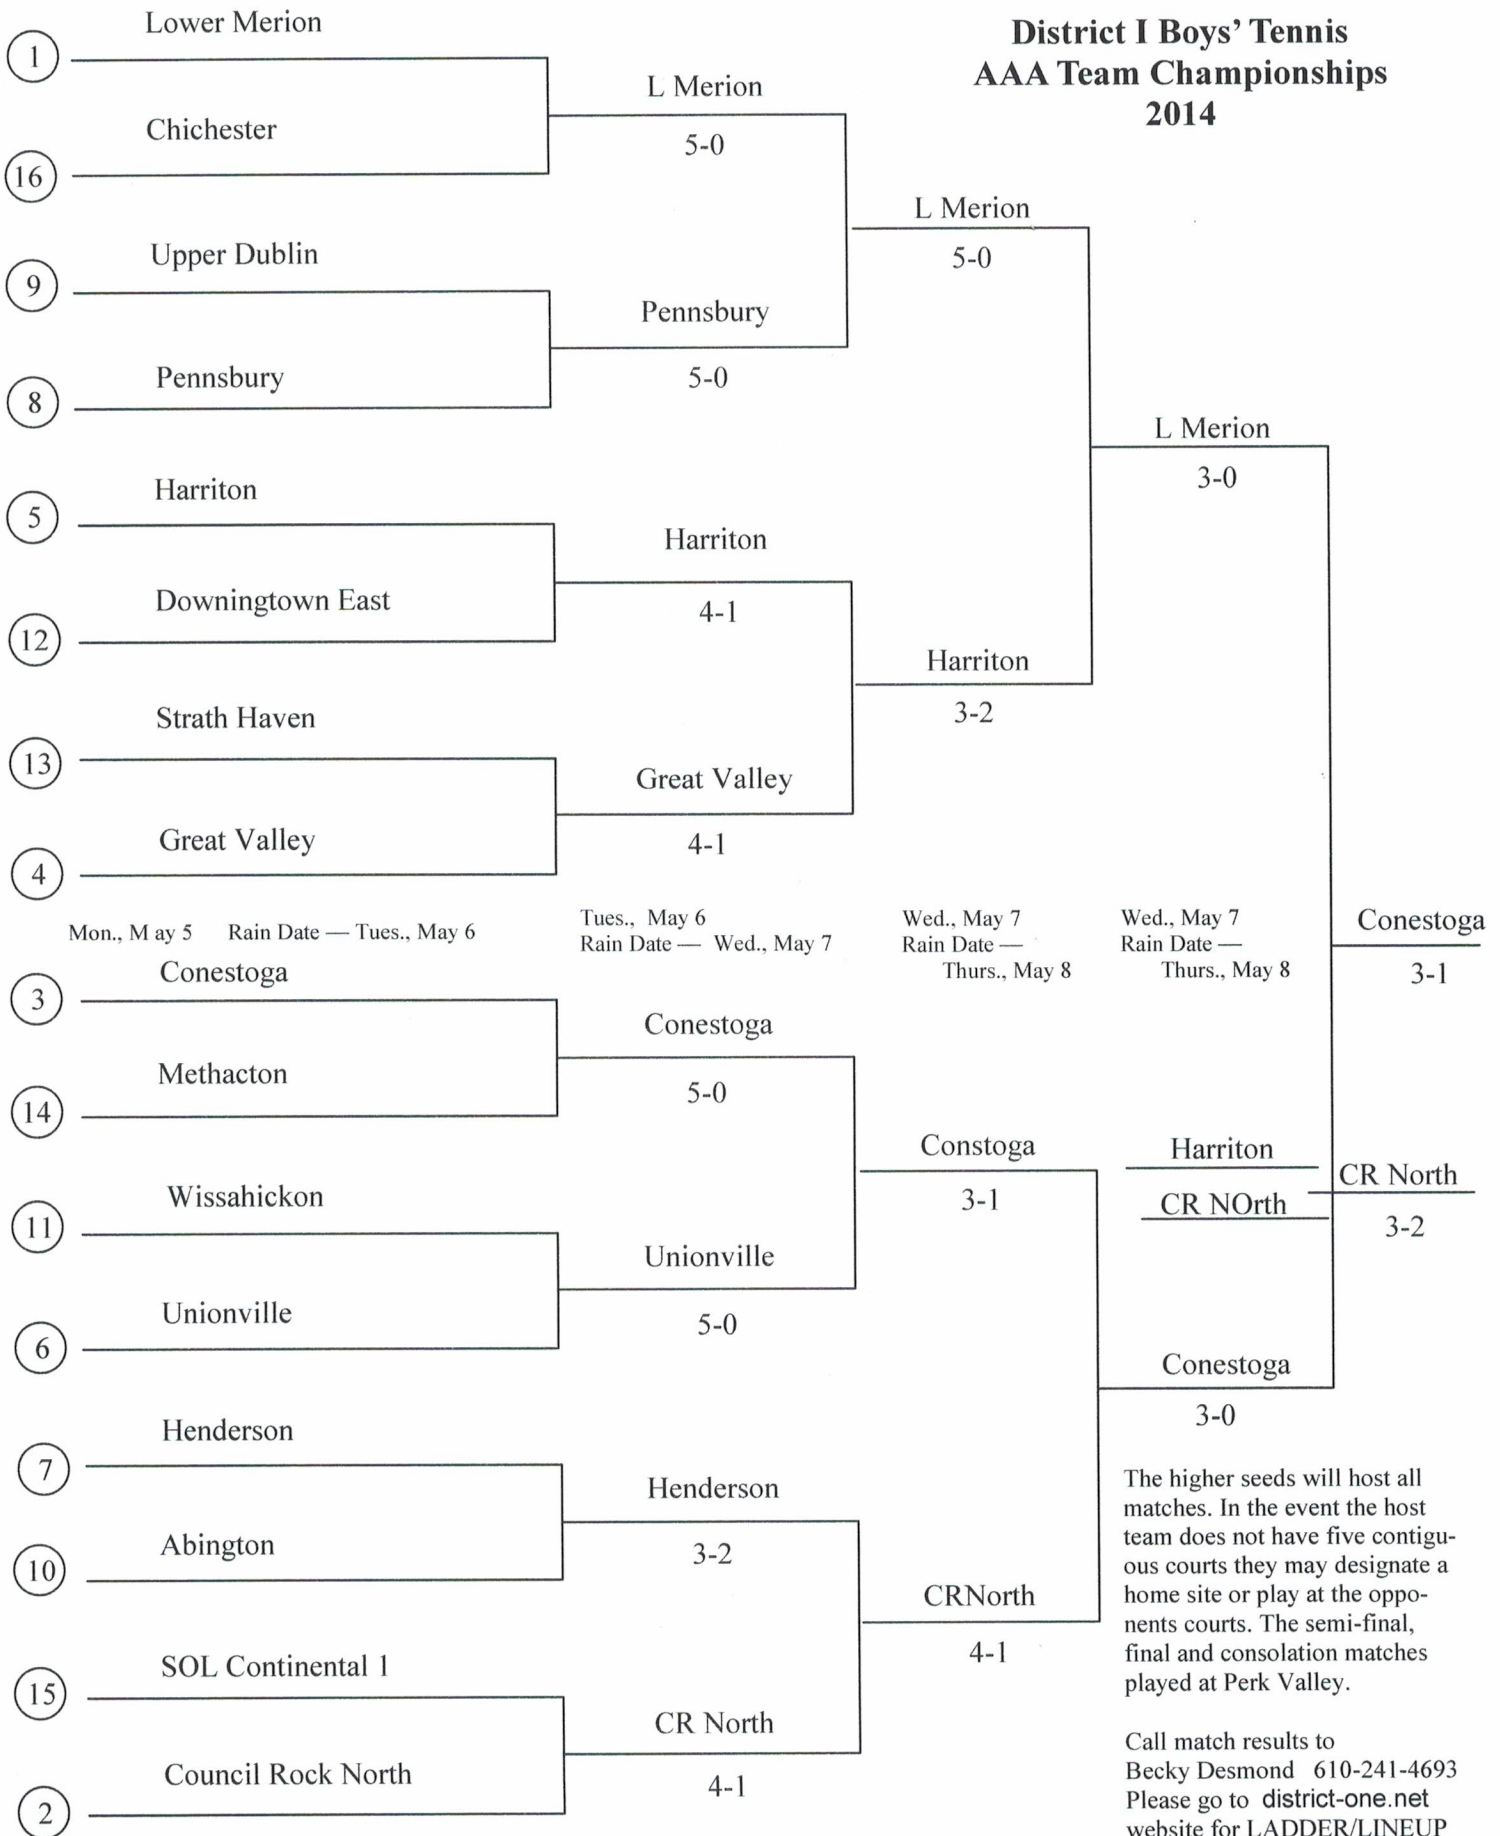 District I Boys' Tennis
AAA Team Championships
2014
Lower Merion
1
L Merion
Chichester
5-0
16
L Merion
Upper Dublin
5-0
9
Pennsbury
Pennsbury
5-0
8
L Merion
3-0
Harriton
5
Harriton
Downingtown East
4-1
12
Harriton
Strath Haven
3-2
13
Great Valley
Great Valley
4-1
4
Mon., M ay 5 Rain Date — Tues., May 6
Tues., May 6
Rain Date — Wed., May 7
Wed., May 7
Rain Date —
Thurs., May 8
Wed., May 7
Rain Date —
Thurs., May 8
Conestoga
3-1
Conestoga
3
Conestoga
Methacton
5-0
14
Constoga
3-1
Harriton
CR North
CR NOrth
3-2
Wissahickon
11
Unionville
Unionville
5-0
6
Conestoga
3-0
Henderson
7
Henderson
Abington
3-2
10
CRNorth
4-1
SOL Continental 1
15
CR North
Council Rock North
4-1
2
The higher seeds will host all
matches. In the event the host
team does not have five contigu-
ous courts they may designate a
home site or play at the oppo-
nents courts. The semi-final,
final and consolation matches
played at Perk Valley.
Call match results to
Becky Desmond 610-241-4693
Please go to district-one.net
website for LADDER/LINEUP